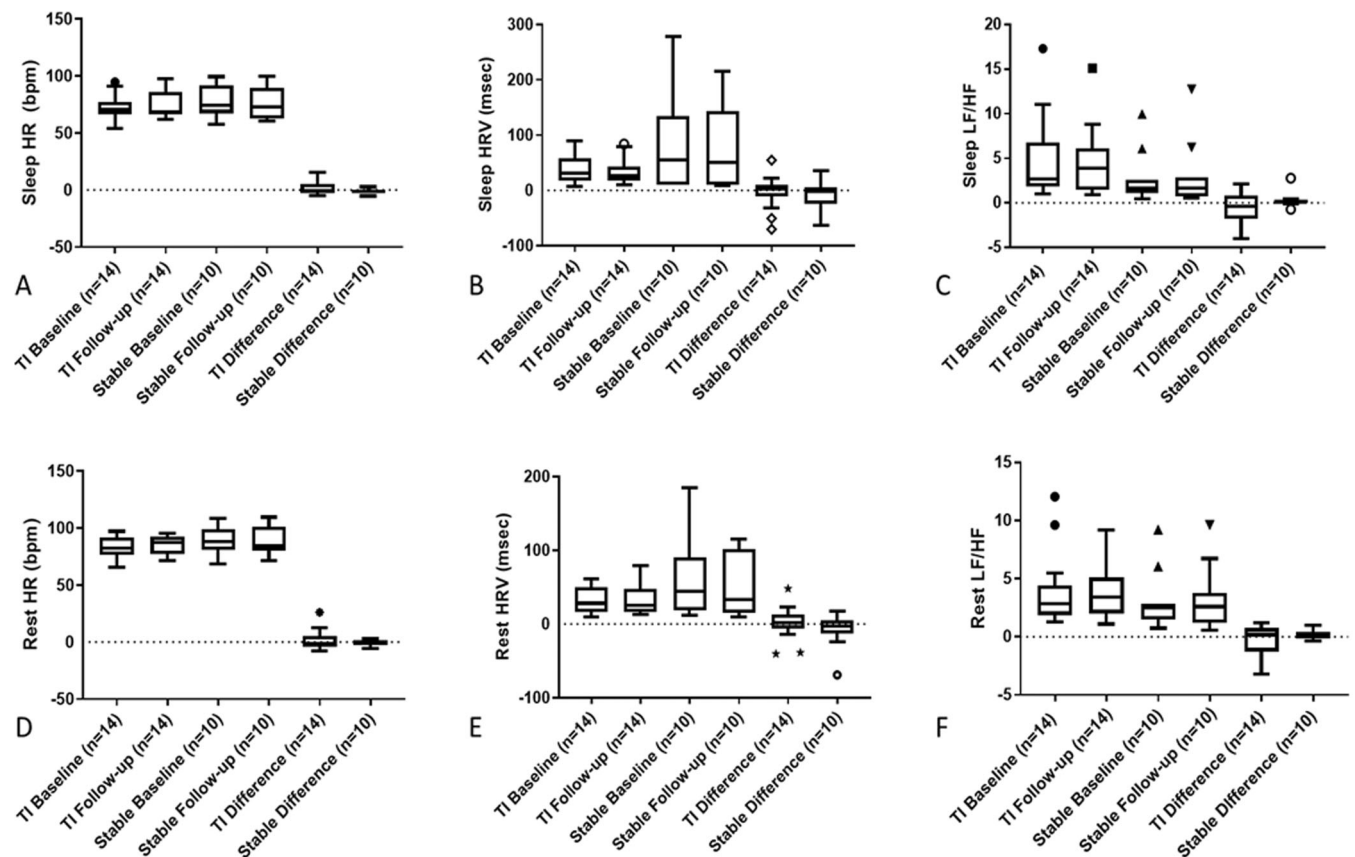 150
100
50
0
-50
Sleep HR (bpm)
TI Baseline (n=14)
TI Follow-up (n=14)
Stable Baseline (n=10)
Stable Follow-up (n=10)
TI Difference (n=14)
Stable Difference (n=10)
A
300
200
100
0
-100
Sleep HRV (msec)
TI Baseline (n=14)
TI Follow-up (n=14)
Stable Baseline (n=10)
Stable Follow-up (n=10)
TI Difference (n=14)
Stable Difference (n=10)
B
20
15
10
5
0
-5
Sleep LF/HF
TI Baseline (n=14)
TI Follow-up (n=14)
Stable Baseline (n=10)
Stable Follow-up (n=10)
TI Difference (n=14)
Stable Difference (n=10)
C
150
100
50
0
-50
Rest HR (bpm)
TI Baseline (n=14)
TI Follow-up (n=14)
Stable Baseline (n=10)
Stable Follow-up (n=10)
TI Difference (n=14)
Stable Difference (n=10)
D
200
100
0
-100
Rest HRV (msec)
TI Baseline (n=14)
TI Follow-up (n=14)
Stable Baseline (n=10)
Stable Follow-up (n=10)
TI Difference (n=14)
Stable Difference (n=10)
E
15
10
5
0
-5
Rest LF/HF
TI Baseline (n=14)
TI Follow-up (n=14)
Stable Baseline (n=10)
Stable Follow-up (n=10)
TI Difference (n=14)
Stable Difference (n=10)
F